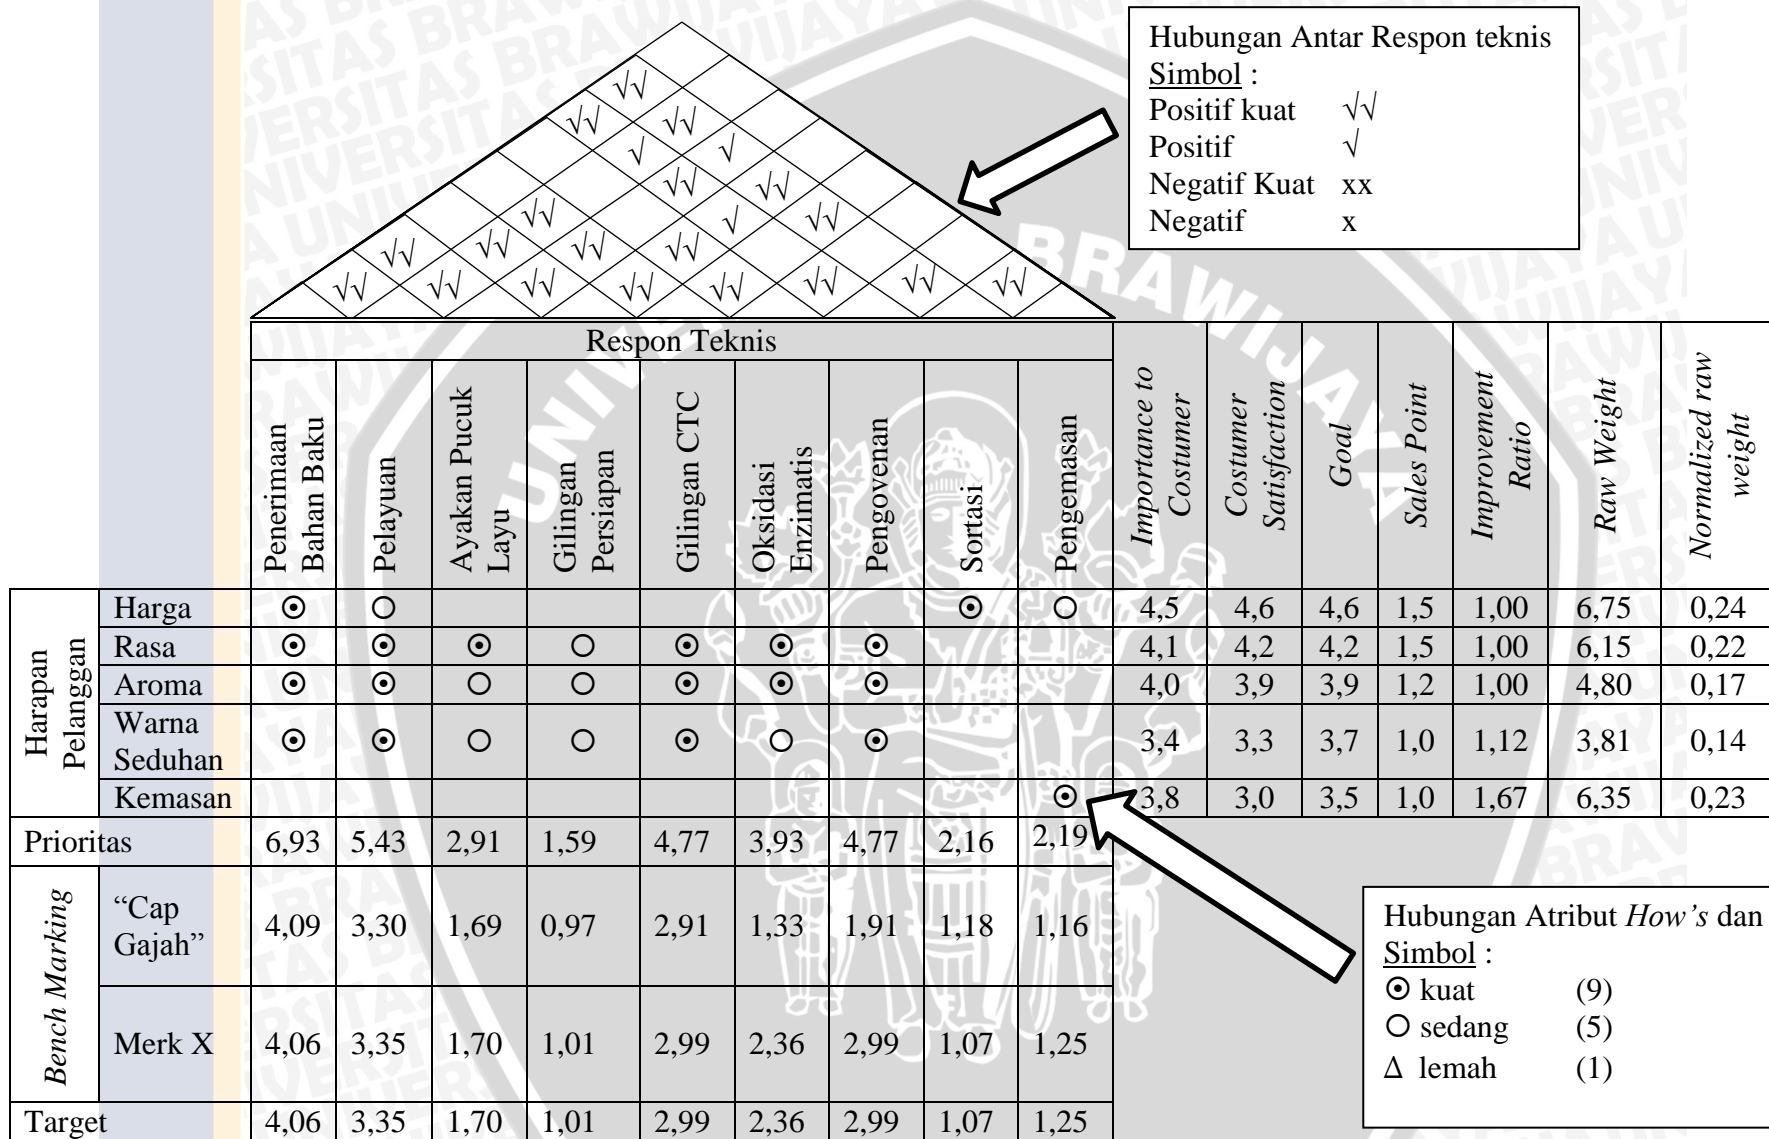 Hubungan Antar Respon teknis
Simbol :
Positif kuat √√
Positif √
Negatif Kuat xx
Negatif x
√√
√√ √√
√ √
√√ √√
√√ √ √√
√√ √√ √√ √√
√√ √√ √√ √√ √√ √√ √√ √√
Respon Teknis
Penerimaan Bahan Baku
Pelayuan
Ayakan Pucuk Layu
Gilingan Persiapan
Gilingan CTC
Oksidasi Enzimatis
Pengovenan
Sortasi
Pengemasan
Importance to Costumer
Costumer Satisfaction
Goal
Sales Point
Improvement Ratio
Raw Weight
Normalized raw weight
Harapan Pelanggan
Harga ⊙ O ⊙ O 4,5 4,6 4,6 1,5 1,00 6,75 0,24
Rasa ⊙ ⊙ ⊙ O ⊙ ⊙ ⊙ 4,1 4,2 4,2 1,5 1,00 6,15 0,22
Aroma ⊙ ⊙ O O ⊙ ⊙ ⊙ 4,0 3,9 3,9 1,2 1,00 4,80 0,17
Warna Seduhan ⊙ ⊙ O O ⊙ O ⊙ 3,4 3,3 3,7 1,0 1,12 3,81 0,14
Kemasan ⊙ 3,8 3,0 3,5 1,0 1,67 6,35 0,23
Prioritas 6,93 5,43 2,91 1,59 4,77 3,93 4,77 2,16 2,19
Bench Marking
“Cap Gajah” 4,09 3,30 1,69 0,97 2,91 1,33 1,91 1,18 1,16
Merk X 4,06 3,35 1,70 1,01 2,99 2,36 2,99 1,07 1,25
Target 4,06 3,35 1,70 1,01 2,99 2,36 2,99 1,07 1,25
Hubungan Atribut How’s dan
Simbol :
⊙ kuat (9)
O sedang (5)
Δ lemah (1)
UNIVE
BRAWIJAYA